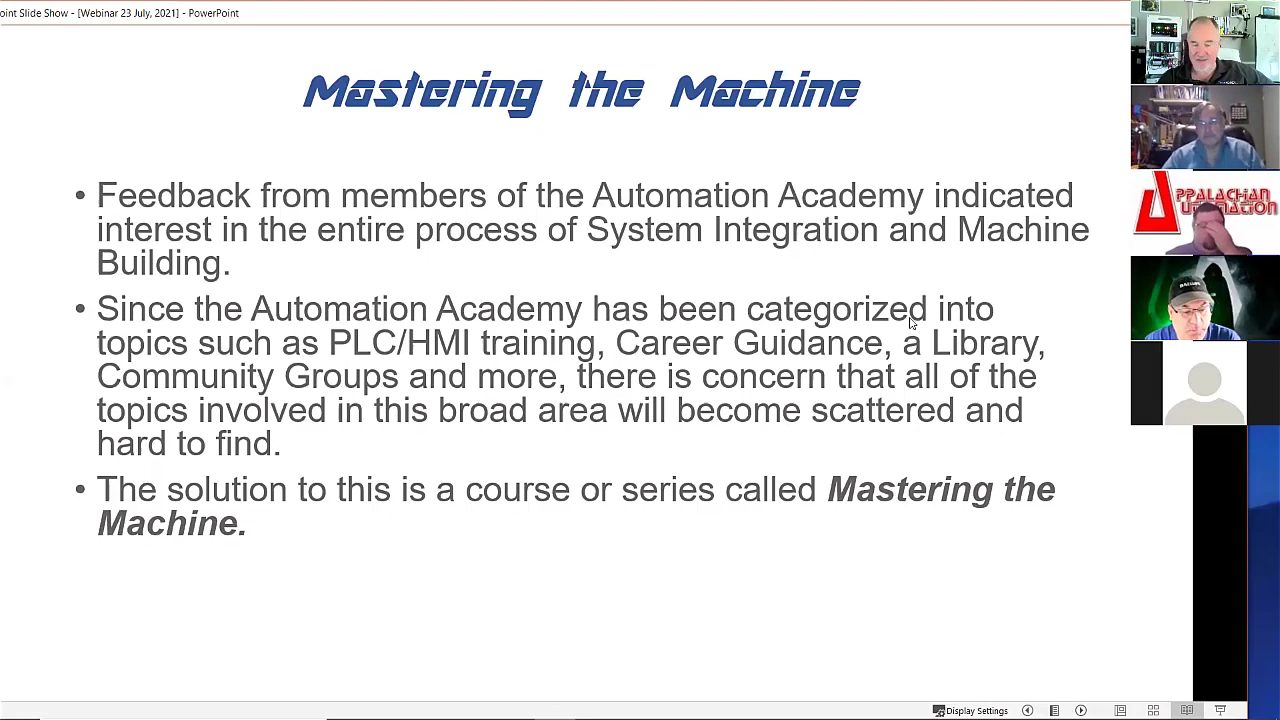 oint Slide Show - [Webinar 23 July, 2021] - PowerPoint
Mastering the Machine
• Feedback from members of the Automation Academy indicated
interest in the entire process of System Integration and Machine
Building.
• Since the Automation Academy has been categorized into
topics such as PLC/HMI training, Career Guidance, a Library,
Community Groups and more, there is concern that all of the
topics involved in this broad area will become scattered and
hard to find.
• The solution to this is a course or series called Mastering the
Machine.
APPALACHIAN
AUTOMATION
Display Settings